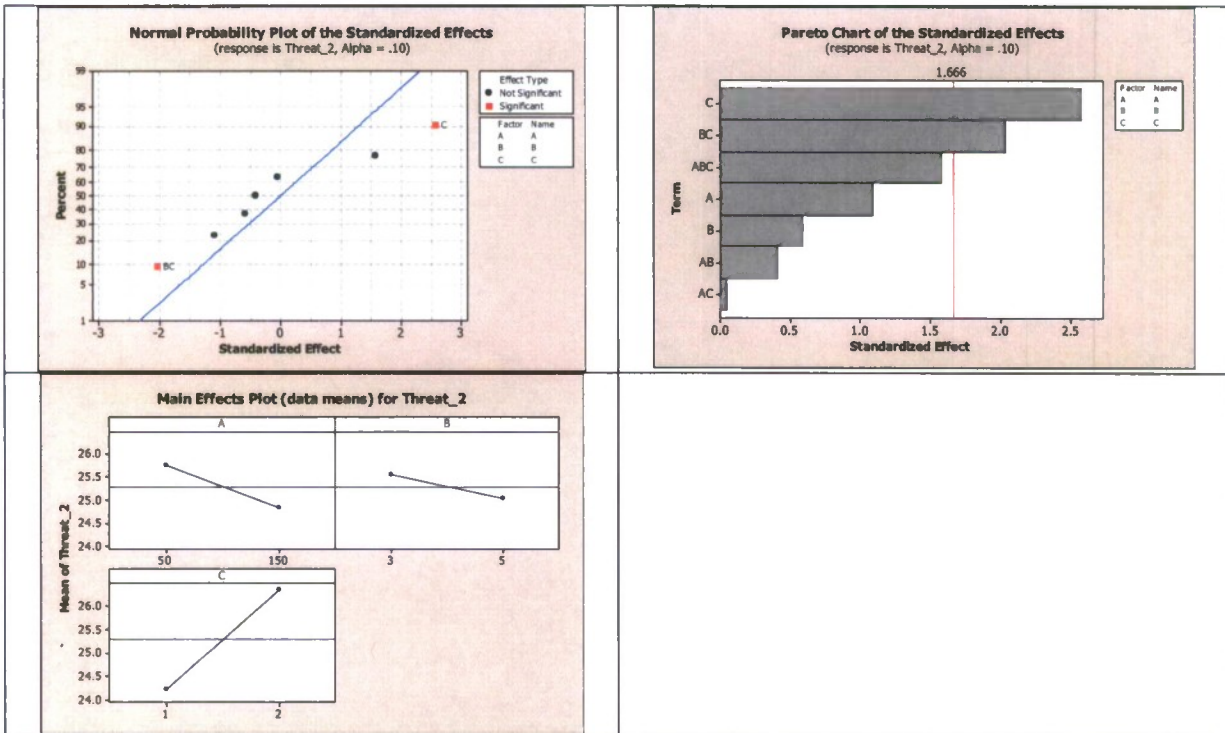 Normal Probability Plot of the Standardized Effects
(response is Threat_2, Alpha = .10)
99
95
90
80
70
60
50
40
30
20
10
5
1
Percent
C
BC
-3 -2 -1 0 1 2 3
Standardized Effect
Effect Type
Not Significant
Significant
Factor Name
A A
B B
C C
Pareto Chart of the Standardized Effects
(response is Threat_2, Alpha = .10)
1.666
Term
C
BC
ABC
A
B
AB
AC
0.0 0.5 1.0 1.5 2.0 2.5
Standardized Effect
Factor Name
A A
B B
C C
Main Effects Plot (data means) for Threat_2
Mean of Threat_2
A B
26.0
25.5
25.0
24.5
24.0
50 150 3 5
C
26.0
25.5
25.0
24.5
24.0
1 2